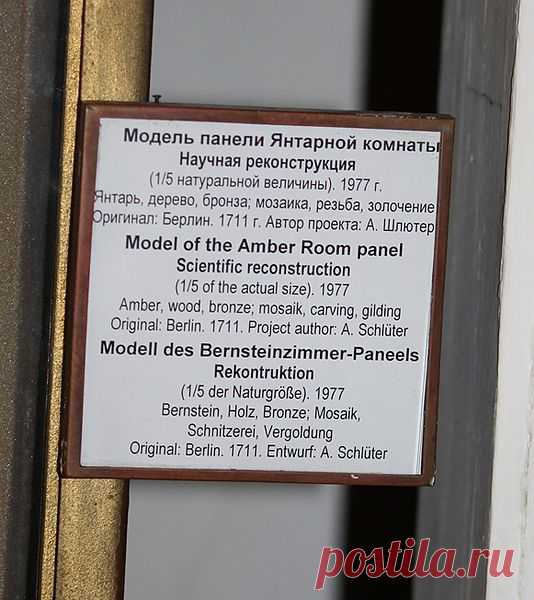 Модель панели Янтарной комнаты
Научная реконструкция
(1/5 натуральной величины). 1977 г.
Янтарь, дерево, бронза; мозаика, резьба, золочение
Оригинал: Берлин. 1711 г. Автор проекта: А. Шлютер
Model of the Amber Room panel
Scientific reconstruction
(1/5 of the actual size). 1977
Amber, wood, bronze; mosaik, carving, gilding
Original: Berlin. 1711. Project author: A. Schlüter
Modell des Bernsteinzimmer-Paneels
Rekontruktion
(1/5 der Naturgröße). 1977
Bernstein, Holz, Bronze; Mosaik,
Schnitzerei, Vergoldung
Original: Berlin. 1711. Entwurf: A. Schlüter
postila.ru